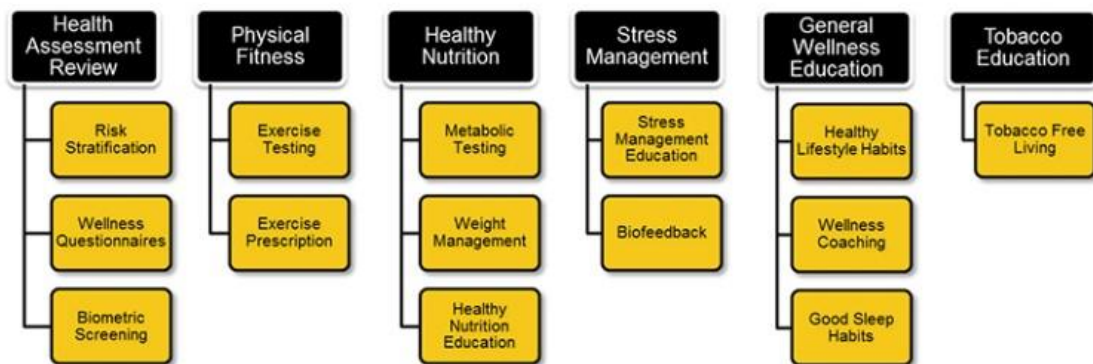 Health
Assessment
Review
Risk
Stratification
Wellness
Questionnaires
Biometric
Screening
Physical
Fitness
Exercise
Testing
Exercise
Prescription
Healthy
Nutrition
Metabolic
Testing
Weight
Management
Healthy
Nutrition
Education
Stress
Management
Stress
Management
Education
Biofeedback
General
Wellness
Education
Healthy
Lifestyle Habits
Wellness
Coaching
Good Sleep
Habits
Tobacco
Education
Tobacco Free
Living